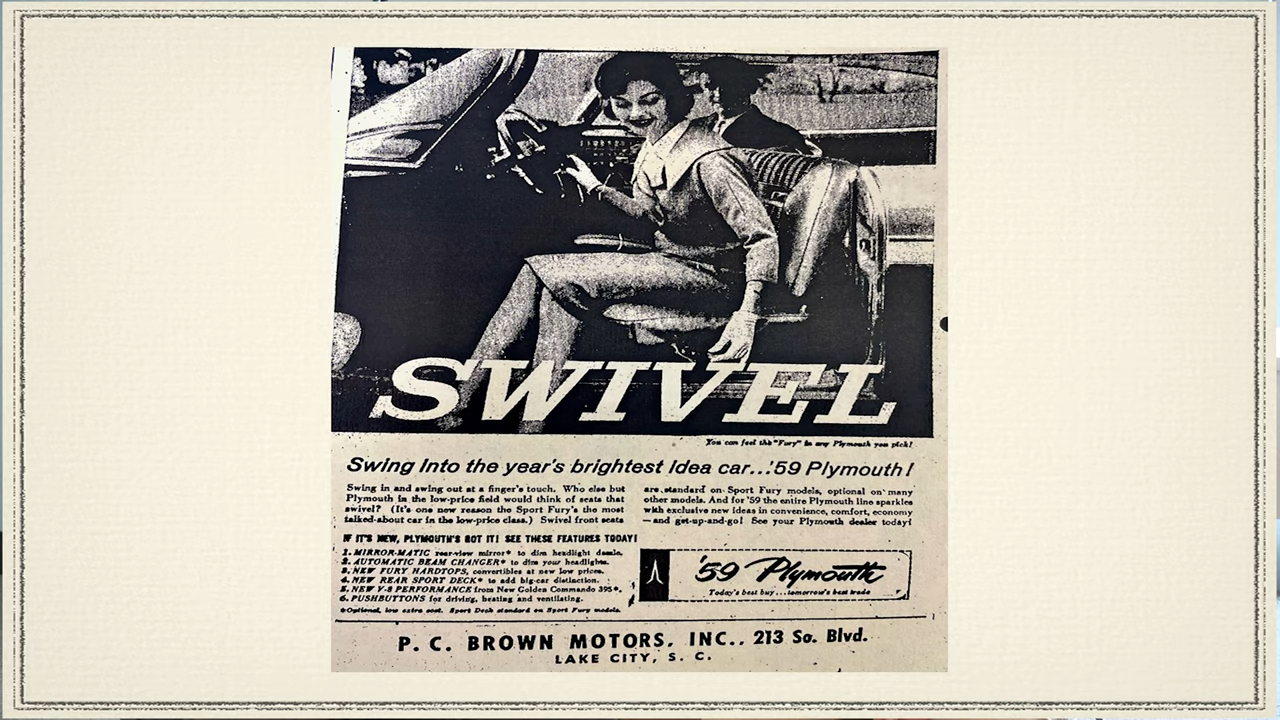 SWIVEL
You can feel the "Fury" in any Plymouth you pick!
Swing into the year's brightest idea car...'59 Plymouth!
Swing in and swing out at a finger's touch. Who else but
Plymouth in the low-price field would think of seats that
swivel? (It's one new reason the Sport Fury's the most
talked-about car in the low-price class.) Swivel front seats
are standard on Sport Fury models, optional on many
other models. And for '59 the entire Plymouth line sparkles
with exclusive new ideas in convenience, comfort, economy
—and get-up-and-go! See your Plymouth dealer today!
IF IT'S NEW, PLYMOUTH'S GOT IT! SEE THESE FEATURES TODAY!
1. MIRROR-MATIC rear-view mirror* to dim headlight dazzle.
2. AUTOMATIC BEAM CHANGER* to dim your headlights.
3. NEW FURY HARDTOPS, convertibles at new low prices.
4. NEW REAR SPORT DECK* to add big-car distinction.
5. NEW V-8 PERFORMANCE from New Golden Commando 395*.
6. PUSHBUTTONS for driving, heating and ventilating.
*Optional, low extra cost. Sport Deck standard on Sport Fury models.
'59 Plymouth
Today's best buy...tomorrow's best trade
P. C. BROWN MOTORS, INC.. 213 So. Blvd.
LAKE CITY, S. C.